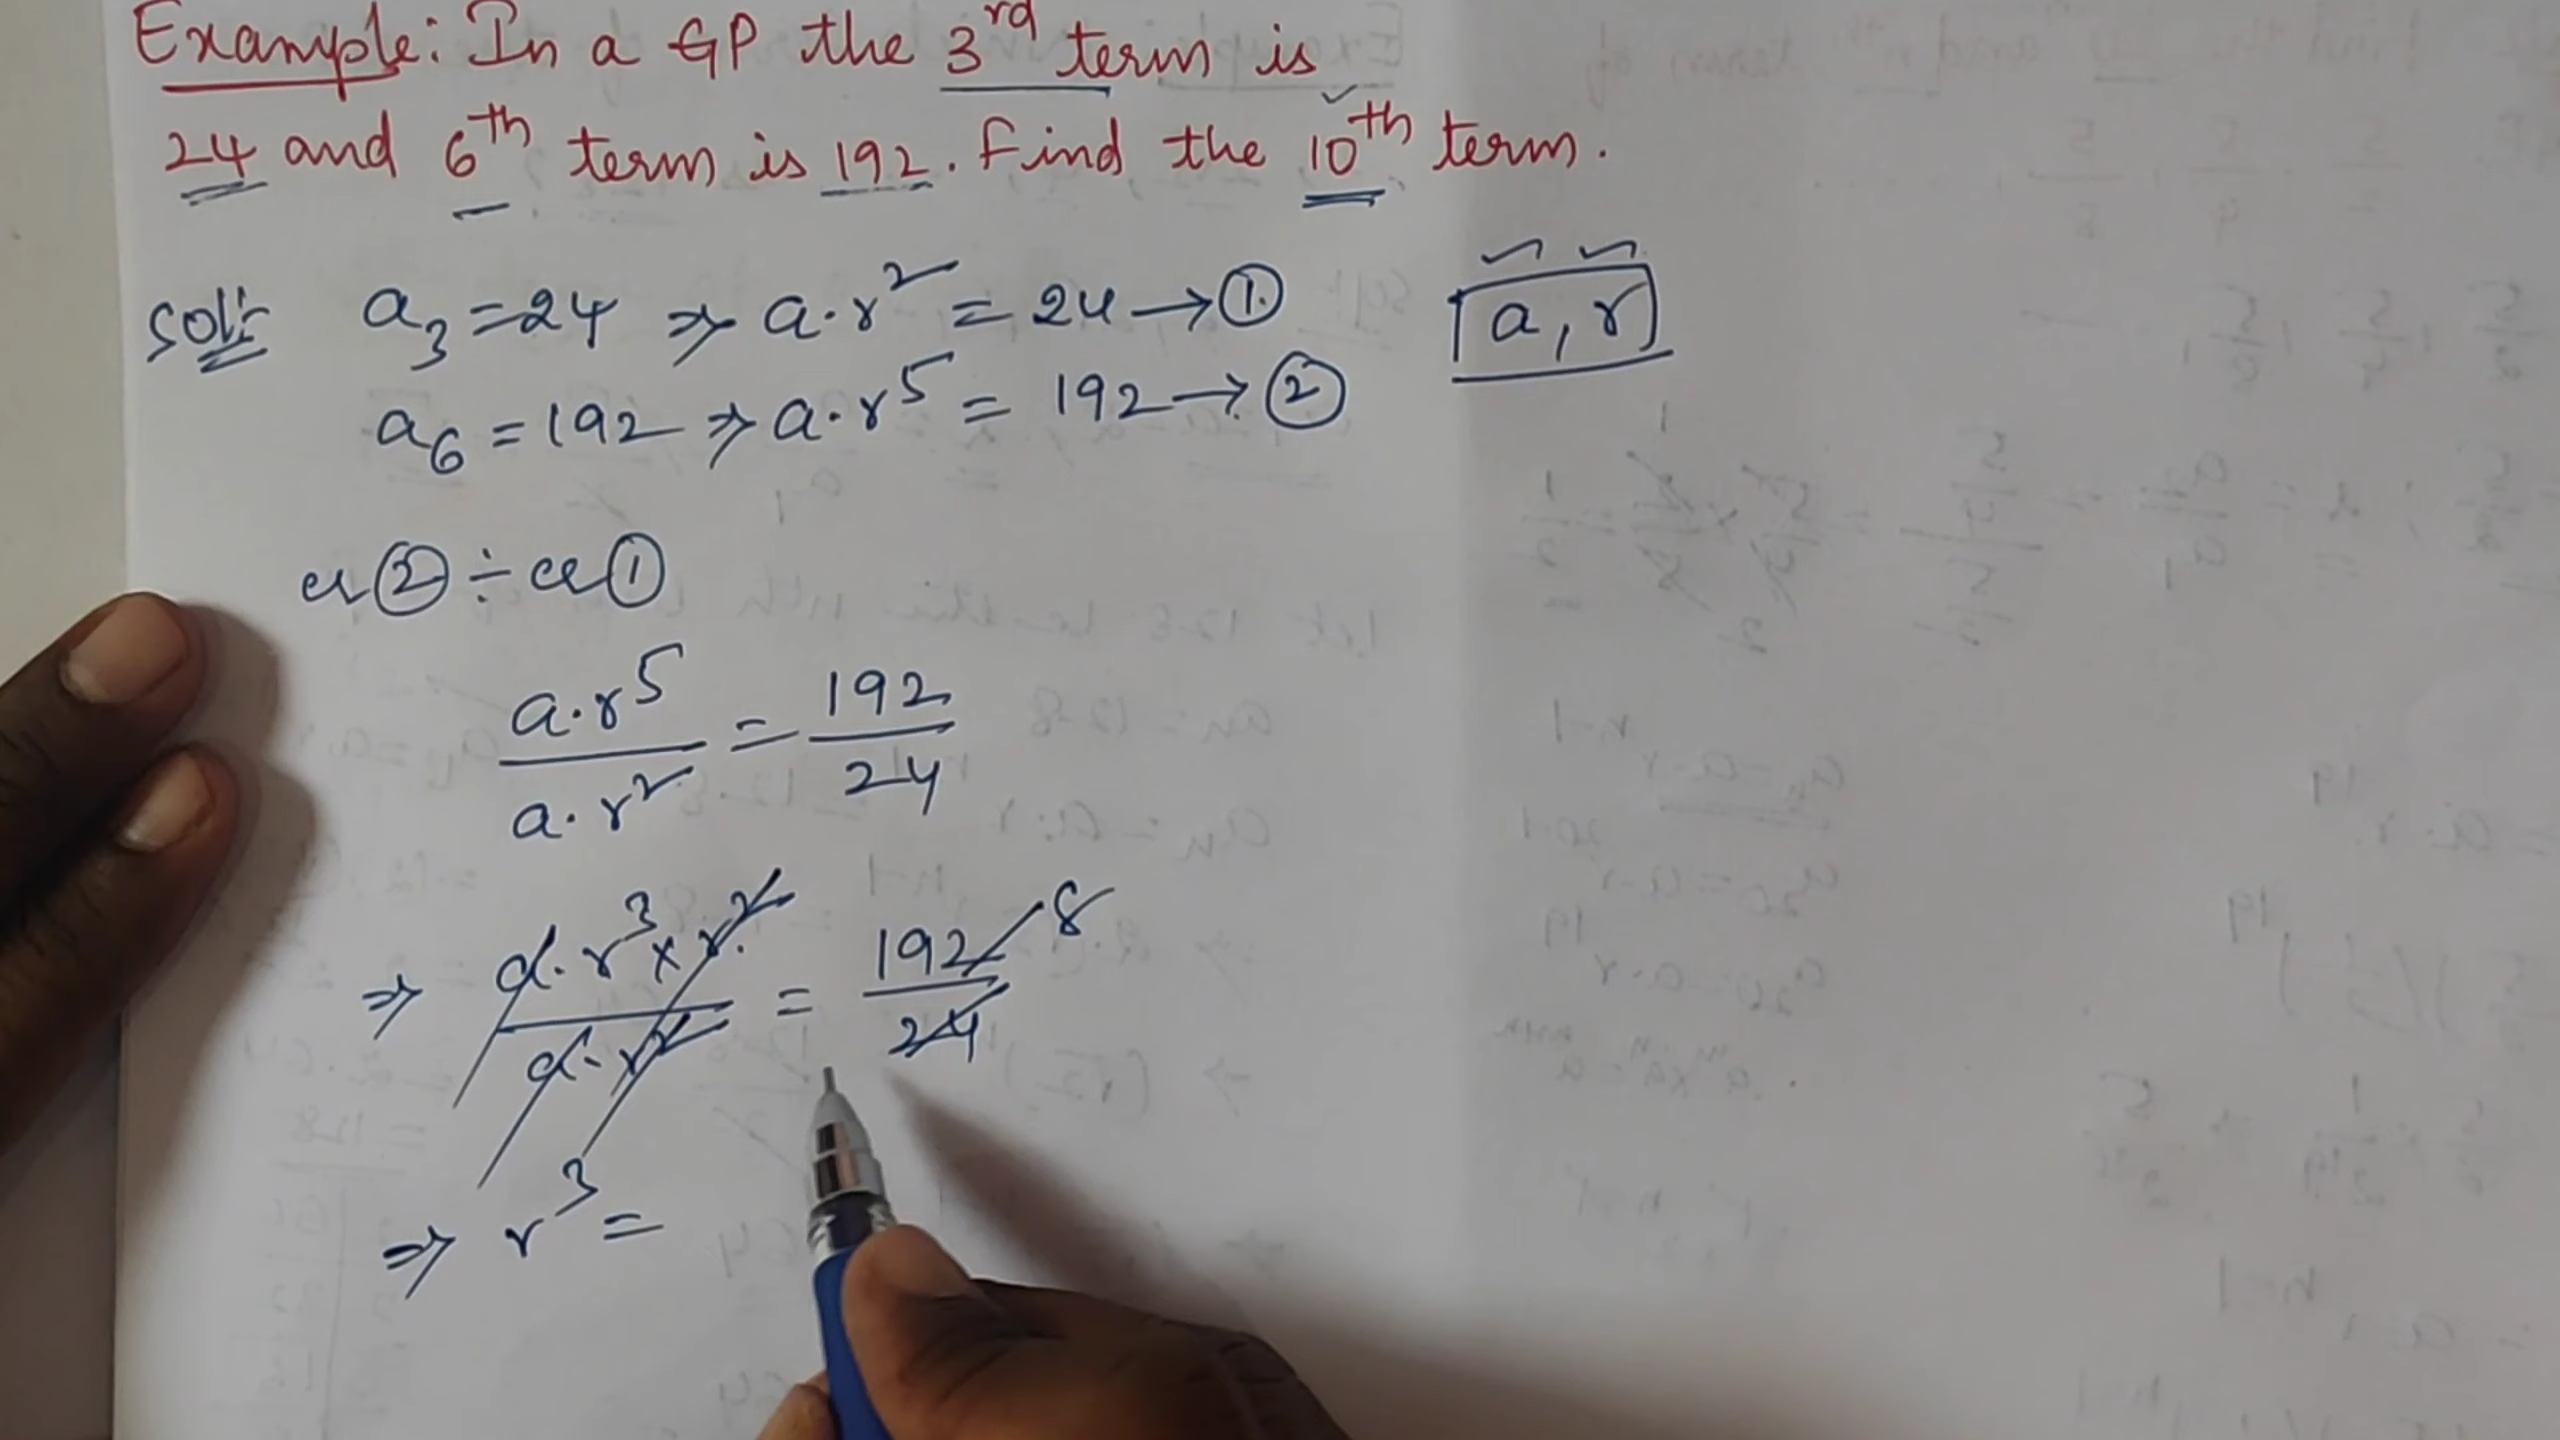 Example: In a GP the 3rd term is
24 and 6th term is 192. Find the 10th term.
Sol: a₃ = 24 ⇒ a·r² = 24 → ①
a, r
a₆ = 192 ⇒ a·r⁵ = 192 → ②
② ÷ ①
a·r⁵ / a·r² = 192 / 24
⇒ a·r³ × r² / a·r² = 192 / 24 8
⇒ r³ =